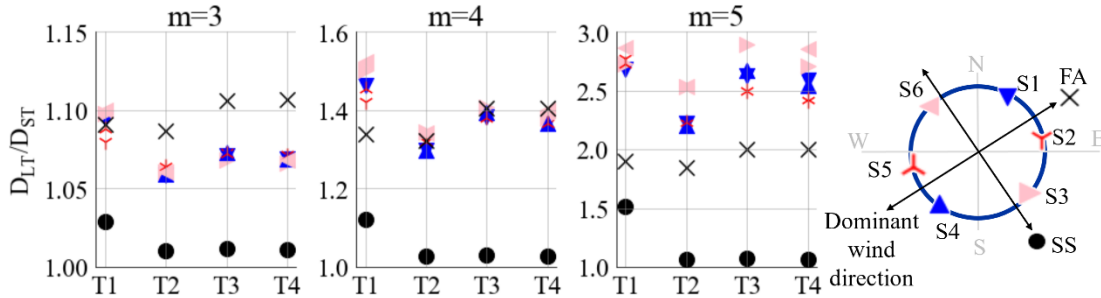 m=3
m=4
m=5
D_LT/D_ST
1.15
1.10
1.05
1.00
T1 T2 T3 T4
1.6
1.4
1.2
1.0
T1 T2 T3 T4
3.0
2.5
2.0
1.5
1.0
T1 T2 T3 T4
N
S6 S1 FA
W S2 E
S5 S3
Dominant S4
wind S SS
direction